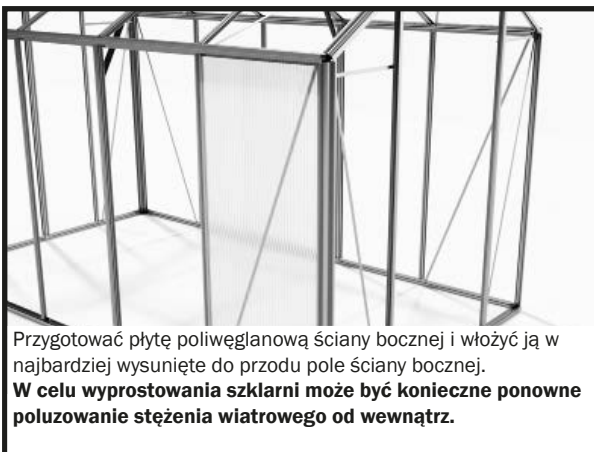 Przygotować płytę poliwęglanową ściany bocznej i włożyć ją w
najbardziej wysunięte do przodu pole ściany bocznej.
W celu wyprostowania szklarni może być konieczne ponowne
poluzowanie stężenia wiatrowego od wewnątrz.